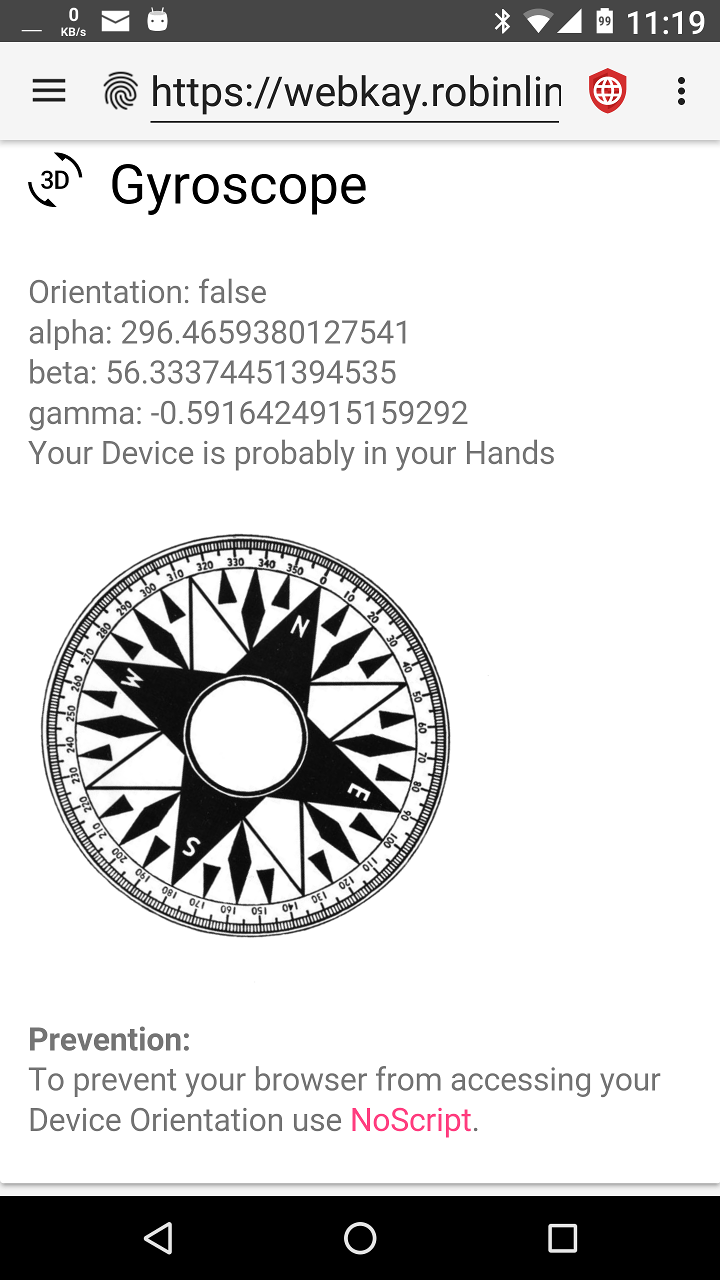 0
KB/s
99
11:19
https://webkay.robinlin
3D
Gyroscope
Orientation: false
alpha: 296.4659380127541
beta: 56.33374451394535
gamma: -0.5916424915159292
Your Device is probably in your Hands
N
E
S
W
0
10
20
30
40
50
60
70
80
90
100
110
120
130
140
150
160
170
180
190
200
210
220
230
240
250
260
270
280
290
300
310
320
330
340
350
Prevention:
To prevent your browser from accessing your
Device Orientation use NoScript.